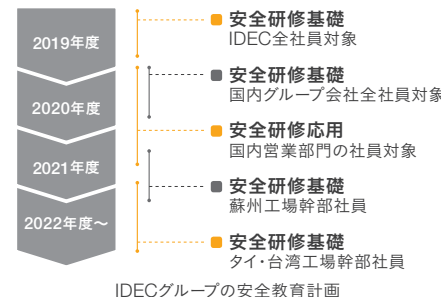 2019年度
2020年度
2021年度
2022年度〜
安全研修基礎
IDEC全社員対象
安全研修基礎
国内グループ会社全社員対象
安全研修応用
国内営業部門の社員対象
安全研修基礎
蘇州工場幹部社員
安全研修基礎
タイ・台湾工場幹部社員
IDECグループの安全教育計画